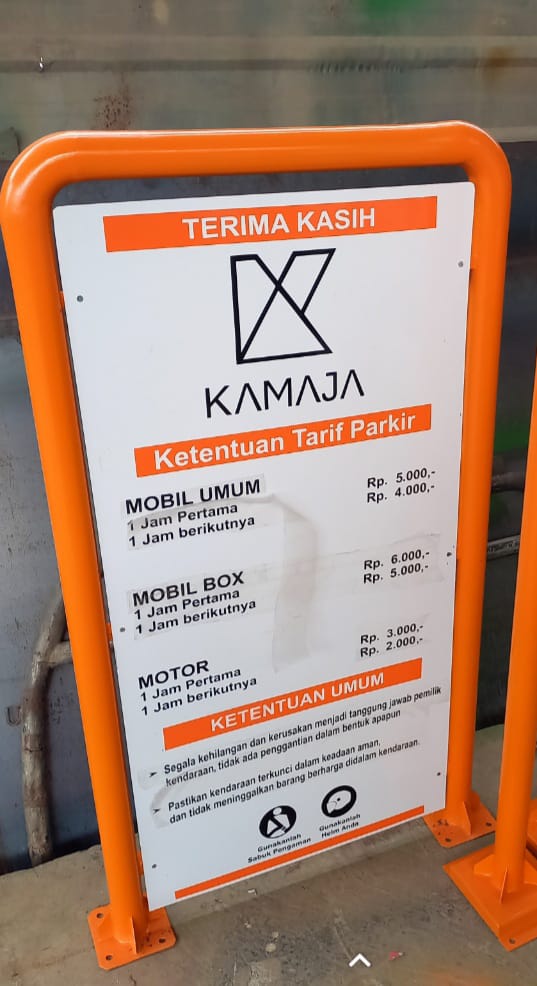 TERIMA KASIH
KAMAJA
Ketentuan Tarif Parkir
MOBIL UMUM
1 Jam Pertama Rp. 5.000,-
1 Jam berikutnya Rp. 4.000,-
MOBIL BOX
1 Jam Pertama Rp. 6.000,-
1 Jam berikutnya Rp. 5.000,-
MOTOR
1 Jam Pertama Rp. 3.000,-
1 Jam berikutnya Rp. 2.000,-
KETENTUAN UMUM
➢ Segala kehilangan dan kerusakan menjadi tanggung jawab pemilik
kendaraan, tidak ada penggantian dalam bentuk apapun
➢ Pastikan kendaraan terkunci dalam keadaan aman,
dan tidak meninggalkan barang berharga didalam kendaraan.
Gunakanlah
Sabuk Pengaman
Gunakanlah
Helm Anda